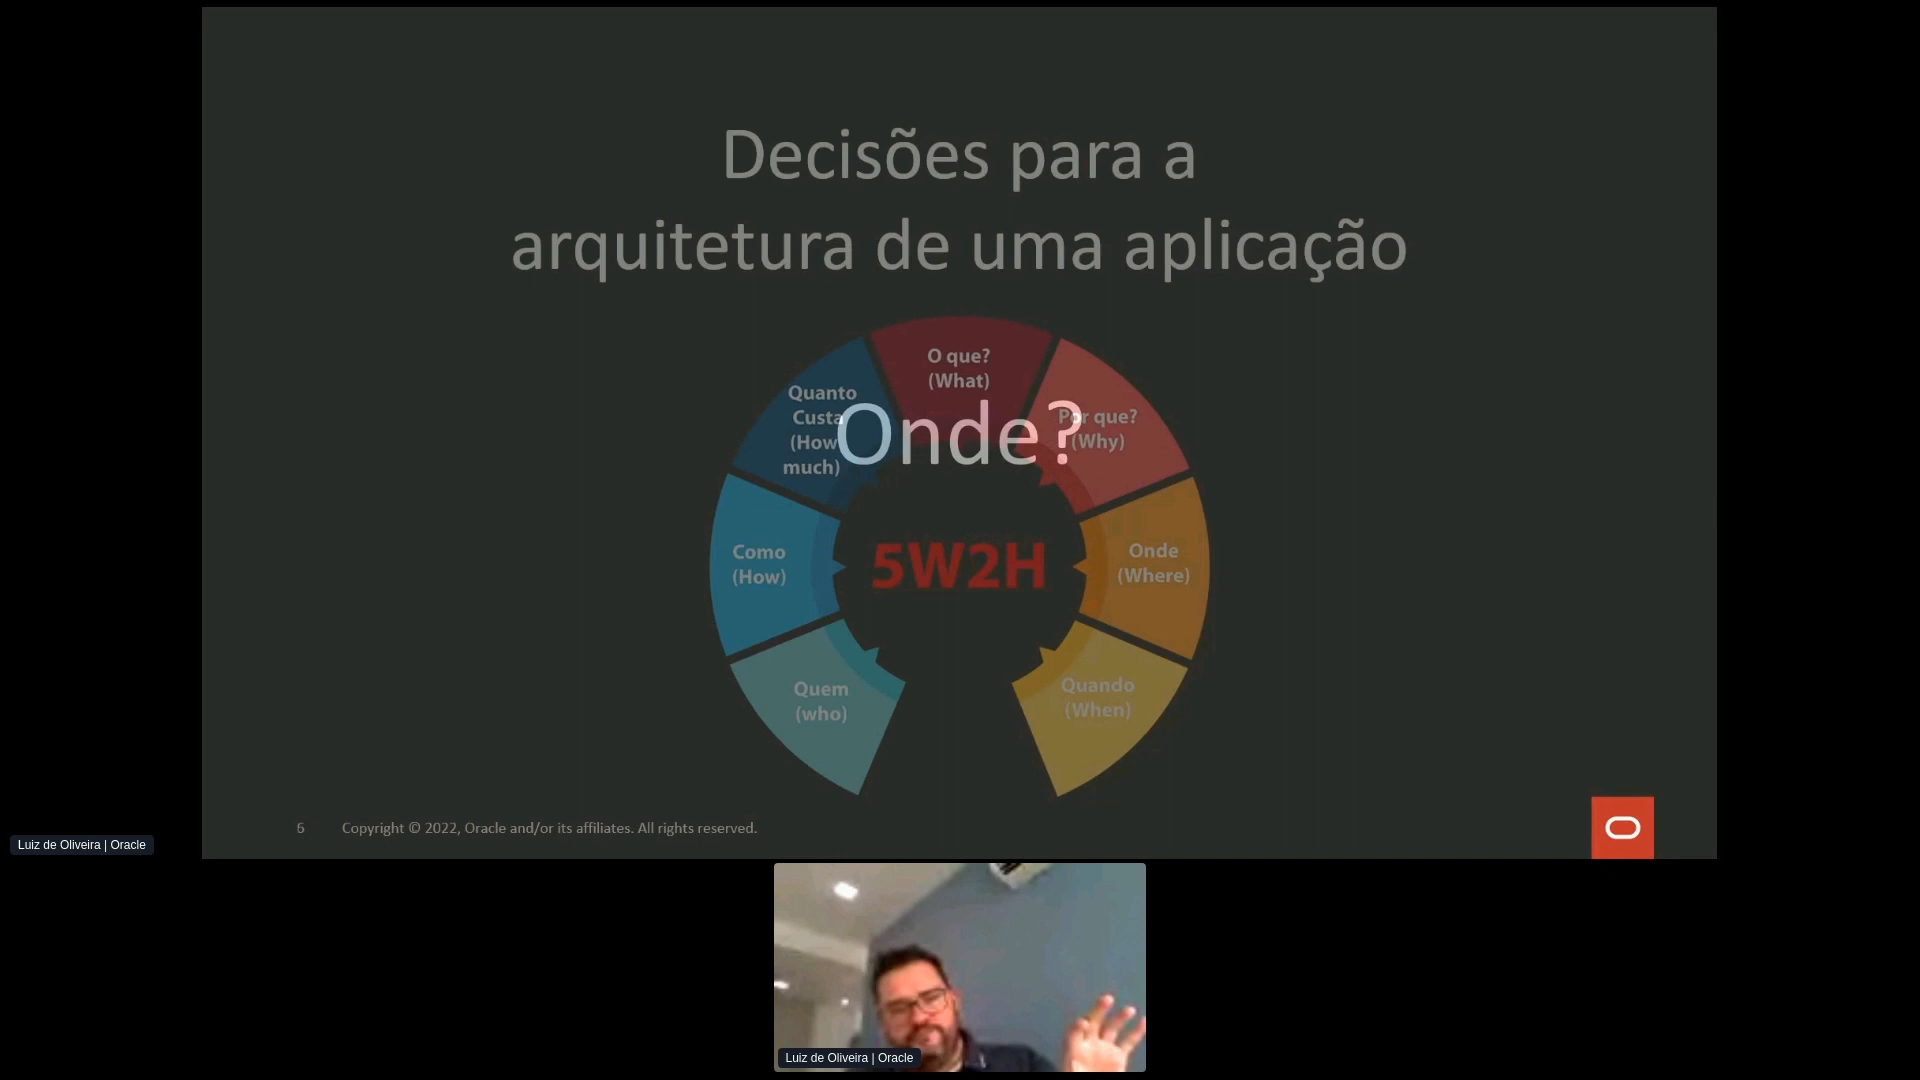 Decisões para a
arquitetura de uma aplicação
Onde?
O que?
(What)
Por que?
(Why)
Onde
(Where)
Quando
(When)
Quem
(who)
Como
(How)
Quanto
Custa
(How
much)
5W2H
5 Copyright © 2022, Oracle and/or its affiliates. All rights reserved.
Luiz de Oliveira | Oracle
Luiz de Oliveira | Oracle